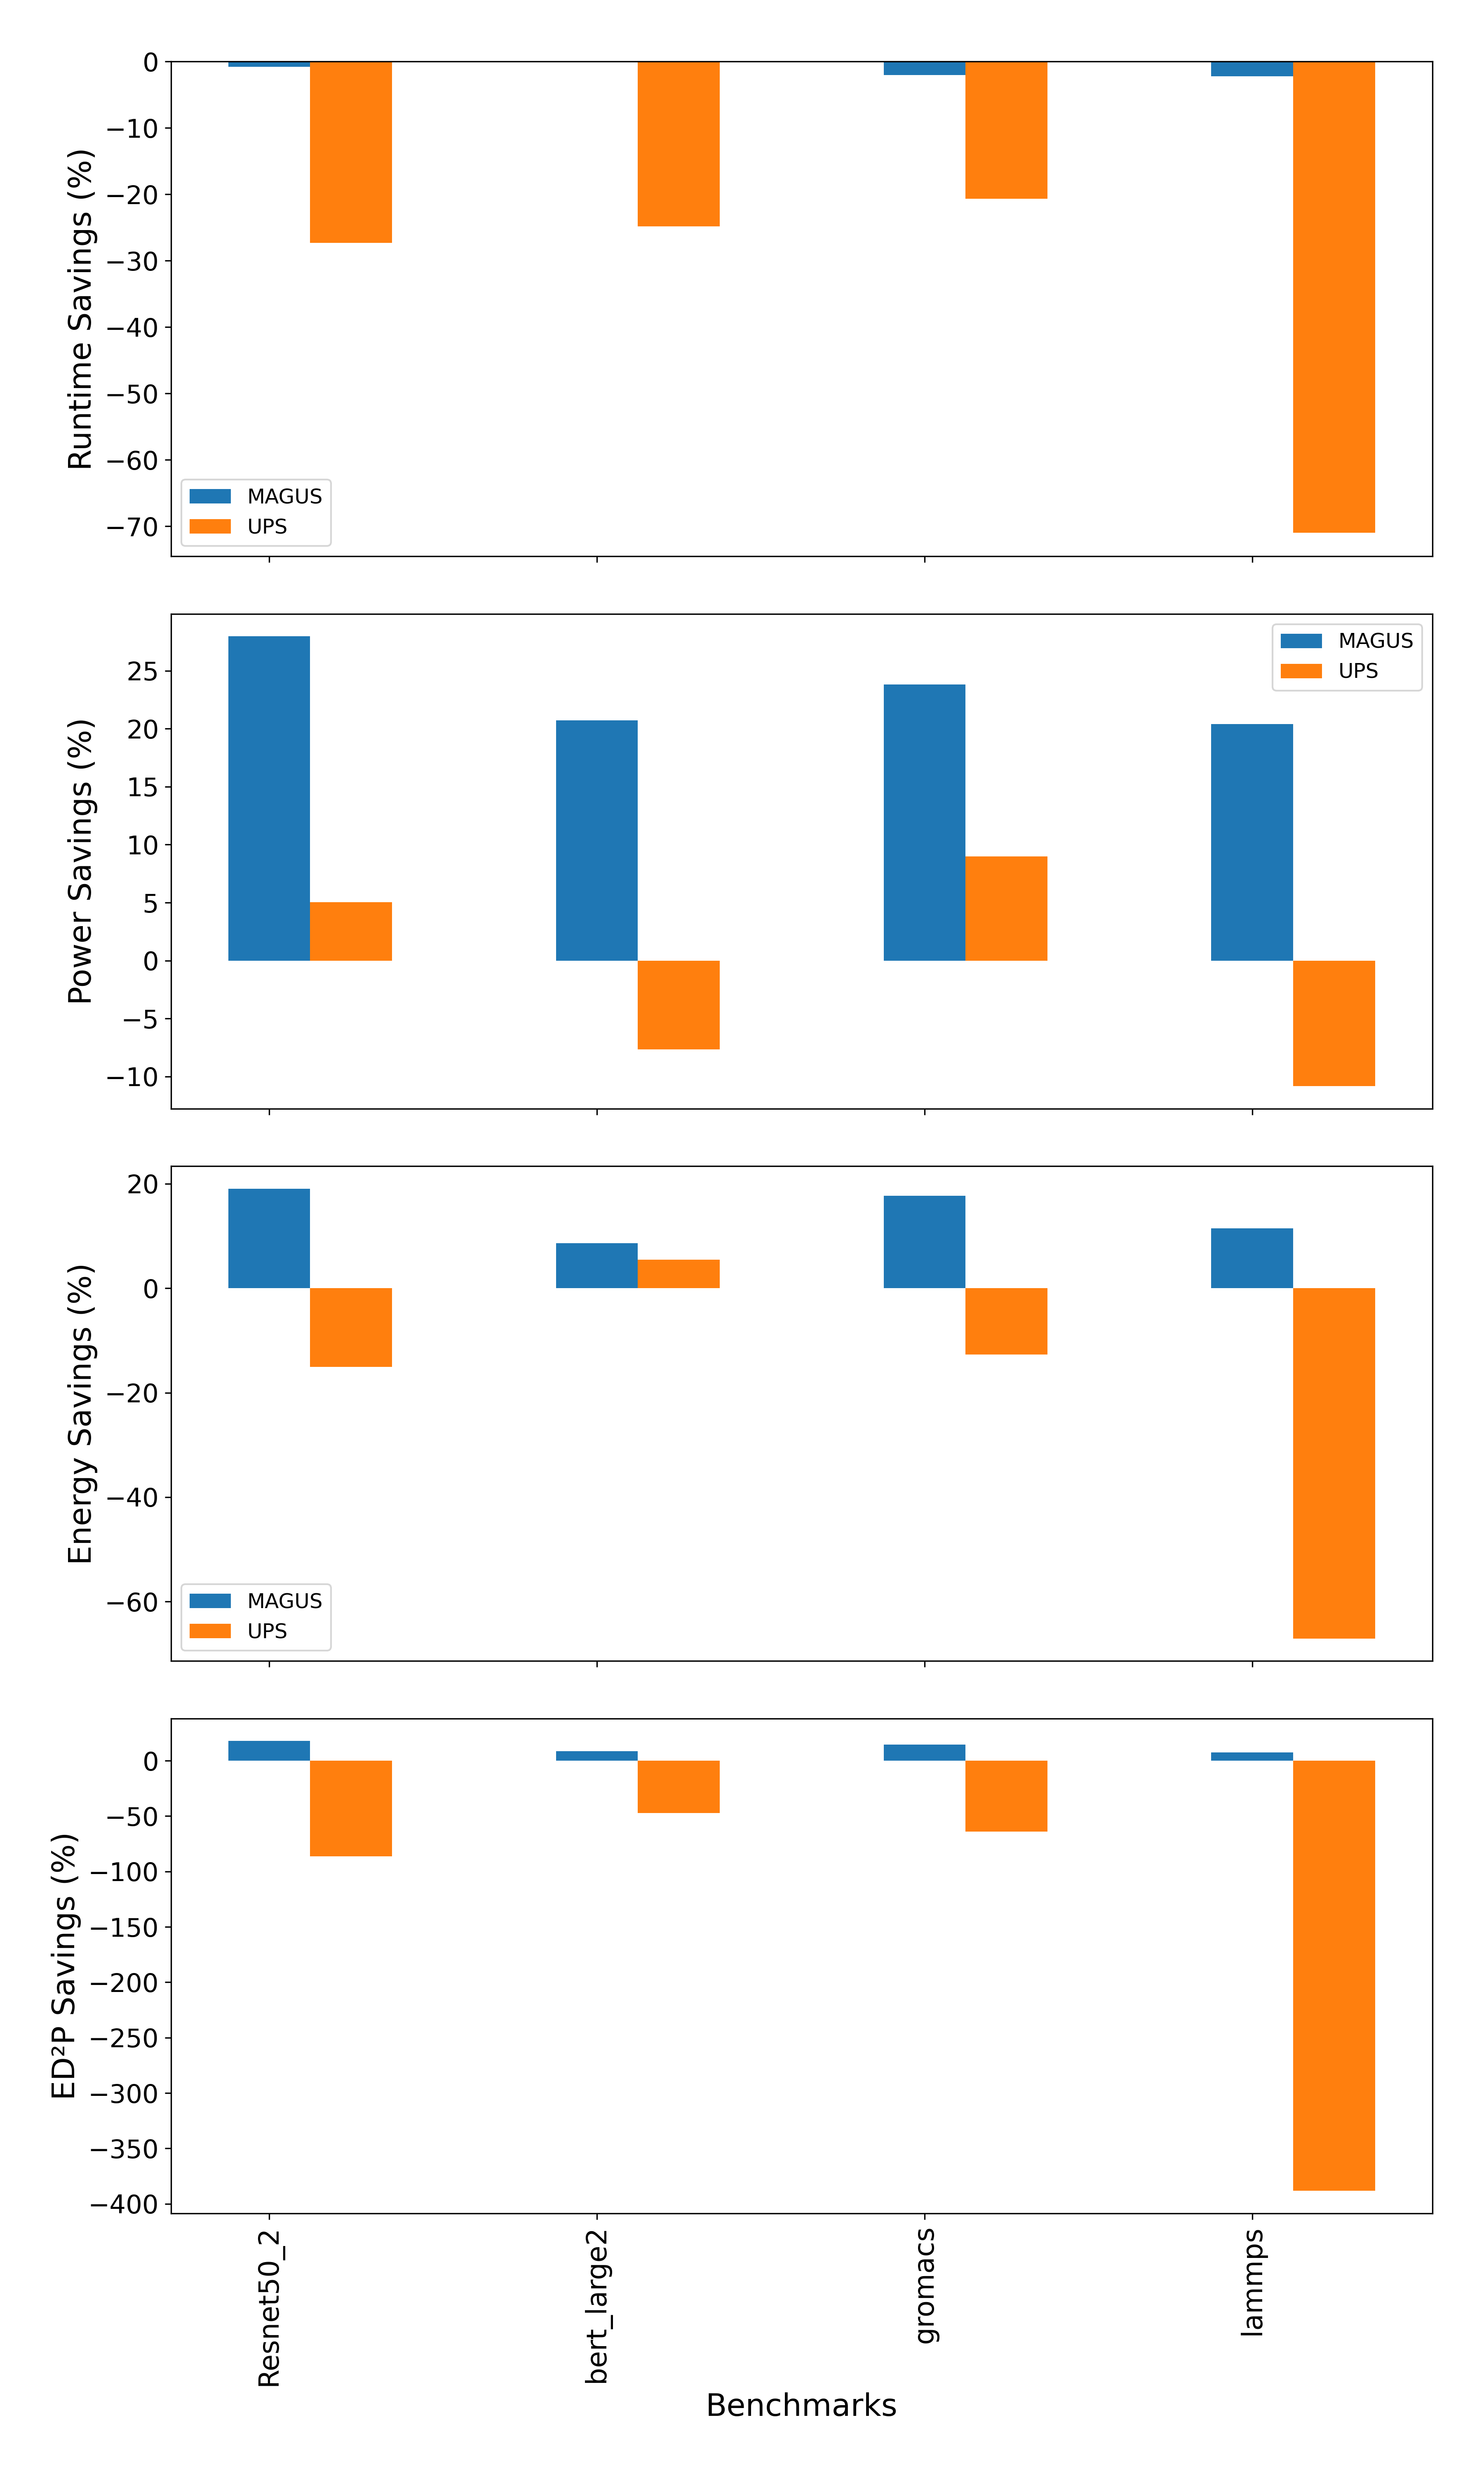 0
−10
−20
−30
−40
−50
−60
−70
Runtime Savings (%)
MAGUS
UPS
25
20
15
10
5
0
−5
−10
Power Savings (%)
MAGUS
UPS
20
0
−20
−40
−60
Energy Savings (%)
MAGUS
UPS
0
−50
−100
−150
−200
−250
−300
−350
−400
ED²P Savings (%)
Resnet50_2
bert_large2
gromacs
lammps
Benchmarks